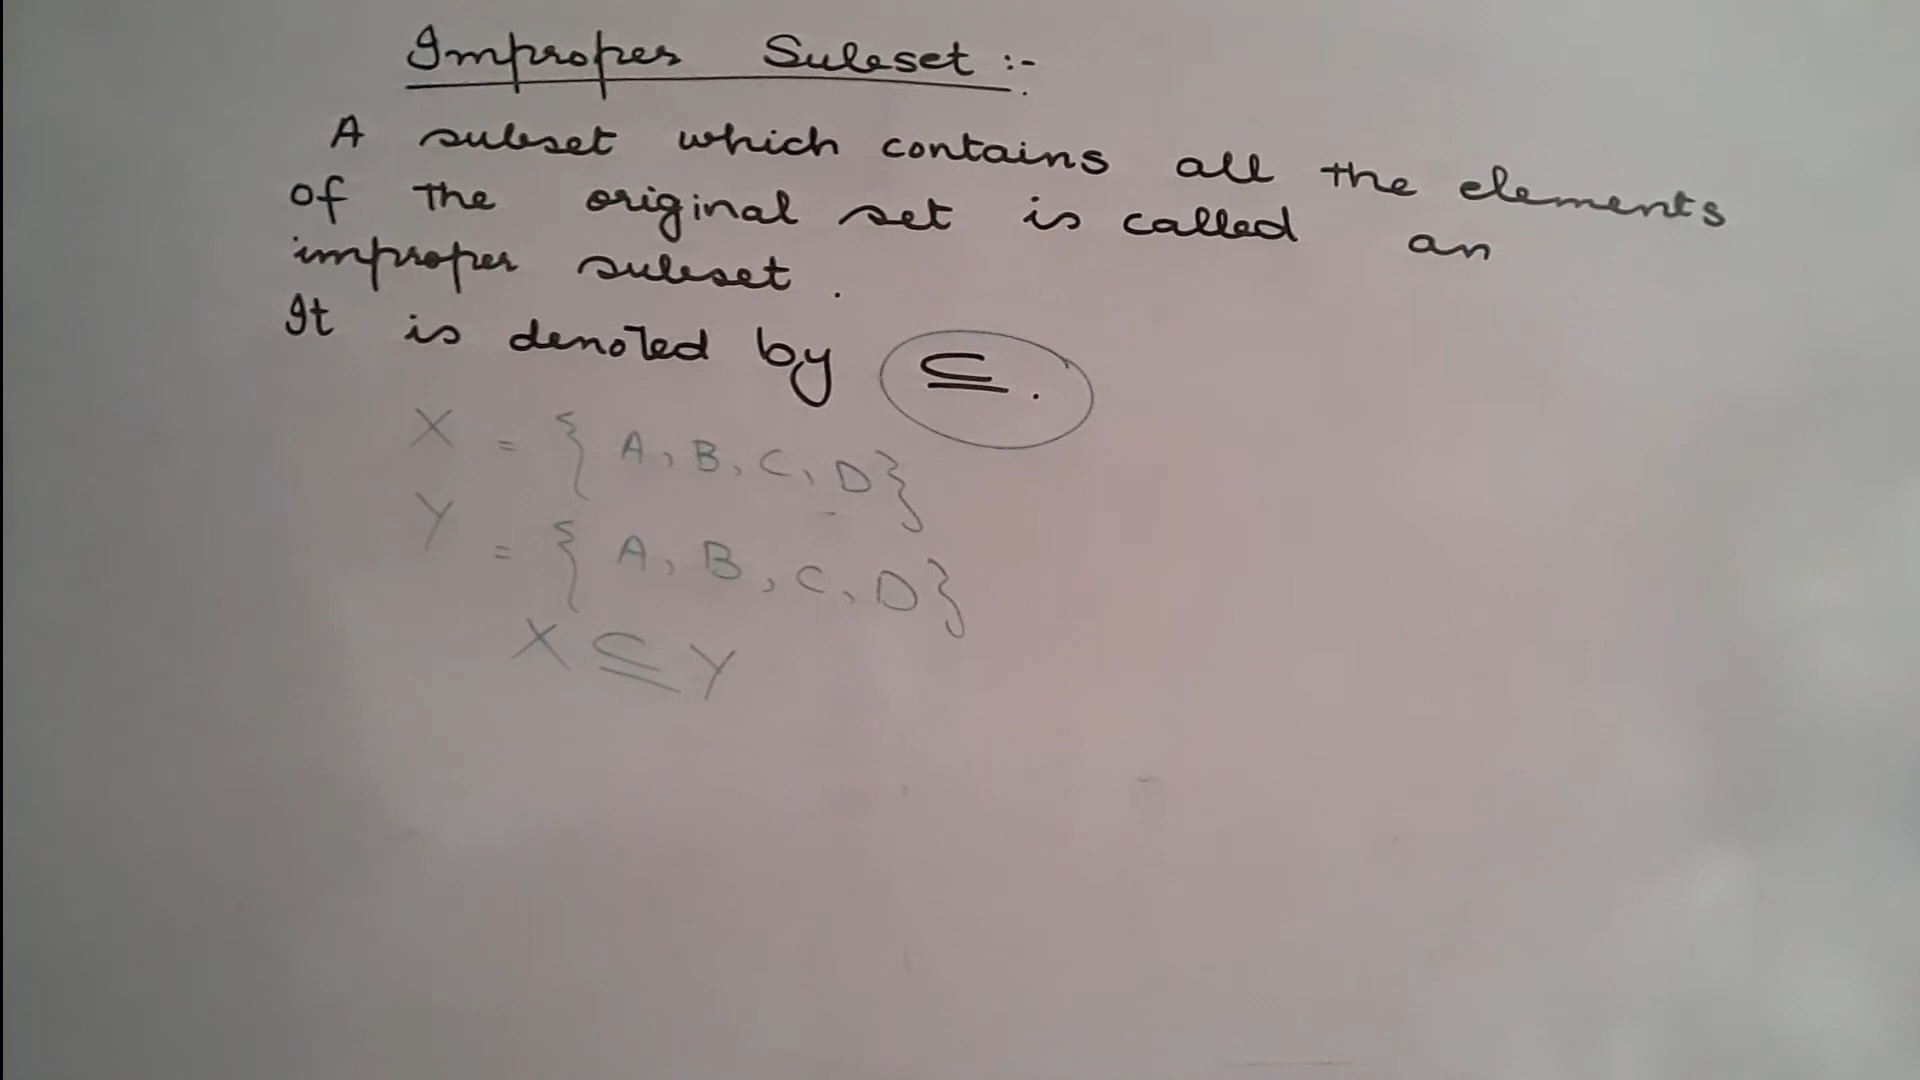 Improper Subset :-
A subset which contains all the elements
of the original set is called an
improper subset.
It is denoted by ⊆.
X = { A, B, C, D}
Y = { A, B, C, D}
X ⊆ Y